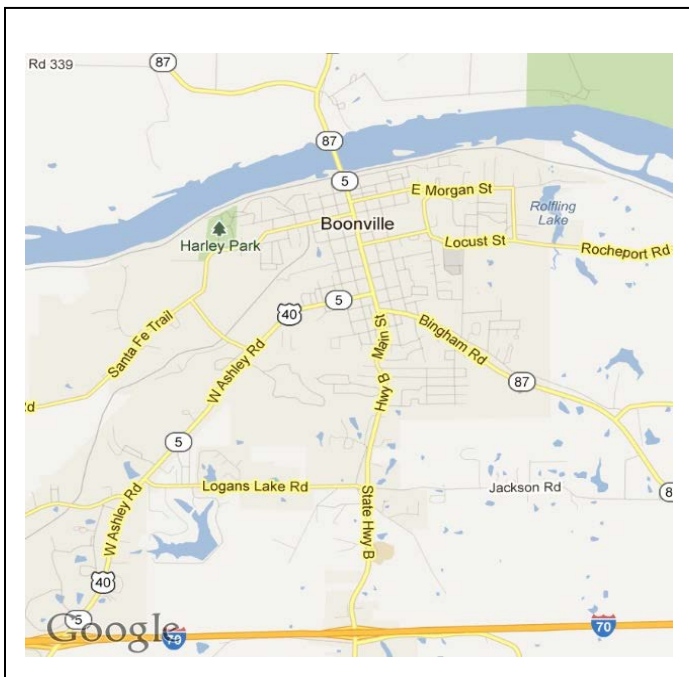 Rd 339
87
87
5
E Morgan St
Rolfling
Lake
Boonville
Harley Park
Locust St
Rocheport Rd
5
40
Santa Fe Trail
W Ashley Rd
Main St
Bingham Rd
87
Hwy B
d
5
Logans Lake Rd
Jackson Rd
8
W Ashley Rd
State Hwy B
40
5
Google
70
70